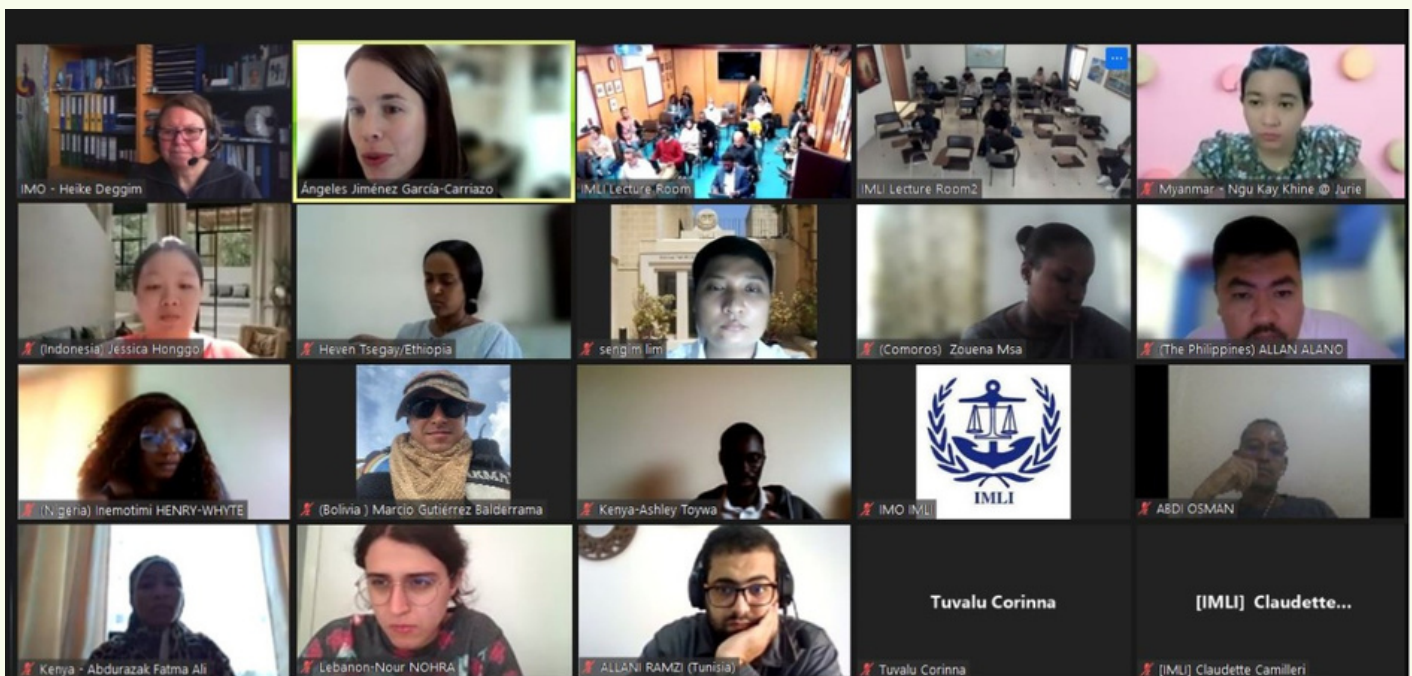 IMO - Heike Deggim
Ángeles Jiménez García-Carriazo
IMLI Lecture Room
IMLI Lecture Room2
Myanmar - Ngu Kay Khine @ Jurie
(Indonesia) Jessica Honggo
Heven Tsegay/Ethiopia
sengim lim
(Comoros) Zouena Msa
(The Philippines) ALLAN ALANO
(Nigeria) Inemotimi HENRY-WHYTE
(Bolivia ) Marcio Gutiérrez Balderrama
Kenya-Ashley Toywa
IMLI
IMO IMLI
ABDI OSMAN
Kenya - Abdurazak Fatma Ali
Lebanon-Nour NOHRA
ALLANI RAMZI (Tunisia)
Tuvalu Corinna
Tuvalu Corinna
[IMLI] Claudette...
[IMLI] Claudette Camilleri